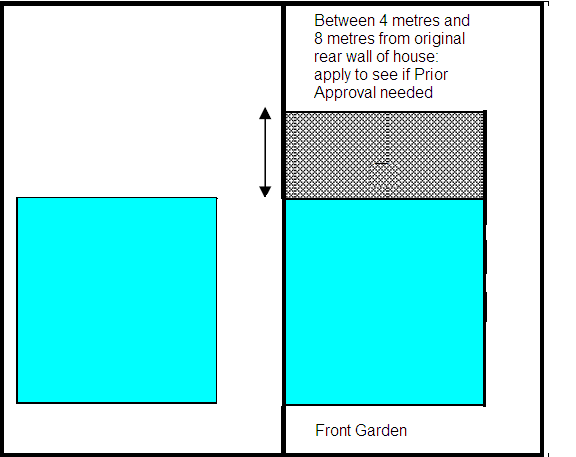 Between 4 metres and
8 metres from original
rear wall of house:
apply to see if Prior
Approval needed
Front Garden